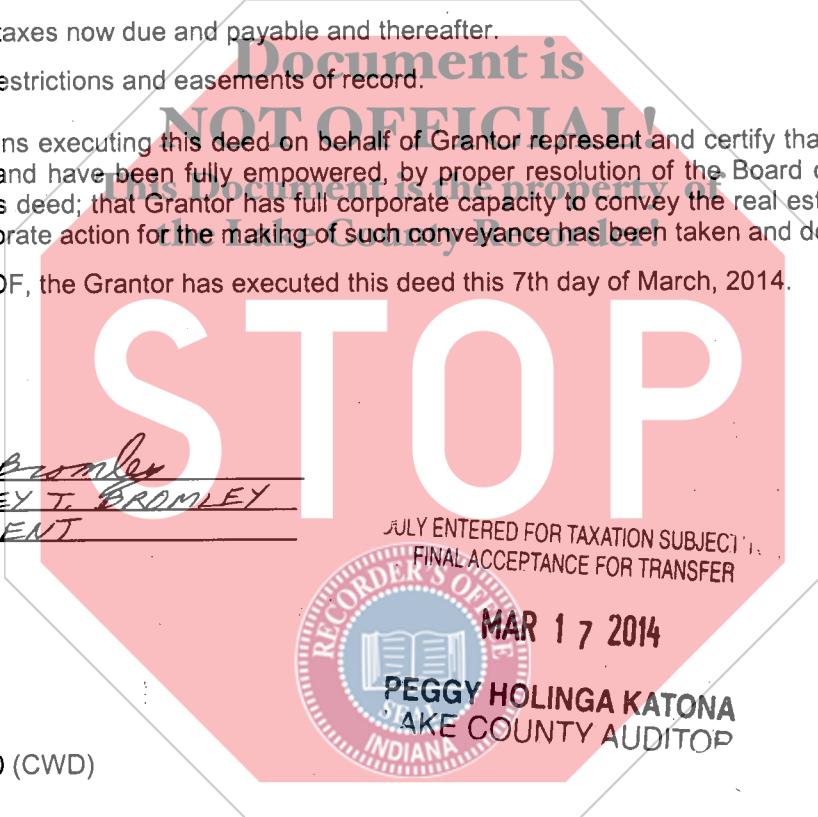 taxes now due and payable and thereafter.
Document is
estrictions and easements of record.
NOT OFFICIAL!
ns executing this deed on behalf of Grantor represent and certify tha
and have been fully empowered, by proper resolution of the Board
This Document is the property of
s deed; that Grantor has full corporate capacity to convey the real est
the Lake County Recorder!
orate action for the making of such conveyance has been taken and d
OF, the Grantor has executed this deed this 7th day of March, 2014.
STOP
Bromley
EY T. BROMLEY
ENT
ULY ENTERED FOR TAXATION SUBJECT
FINAL ACCEPTANCE FOR TRANSFER
RECORDER'S OFFICE
MAR 17 2014
PEGGY HOLINGA KATONA
SEAL
AKE COUNTY AUDITOR
INDIANA
(CWD)